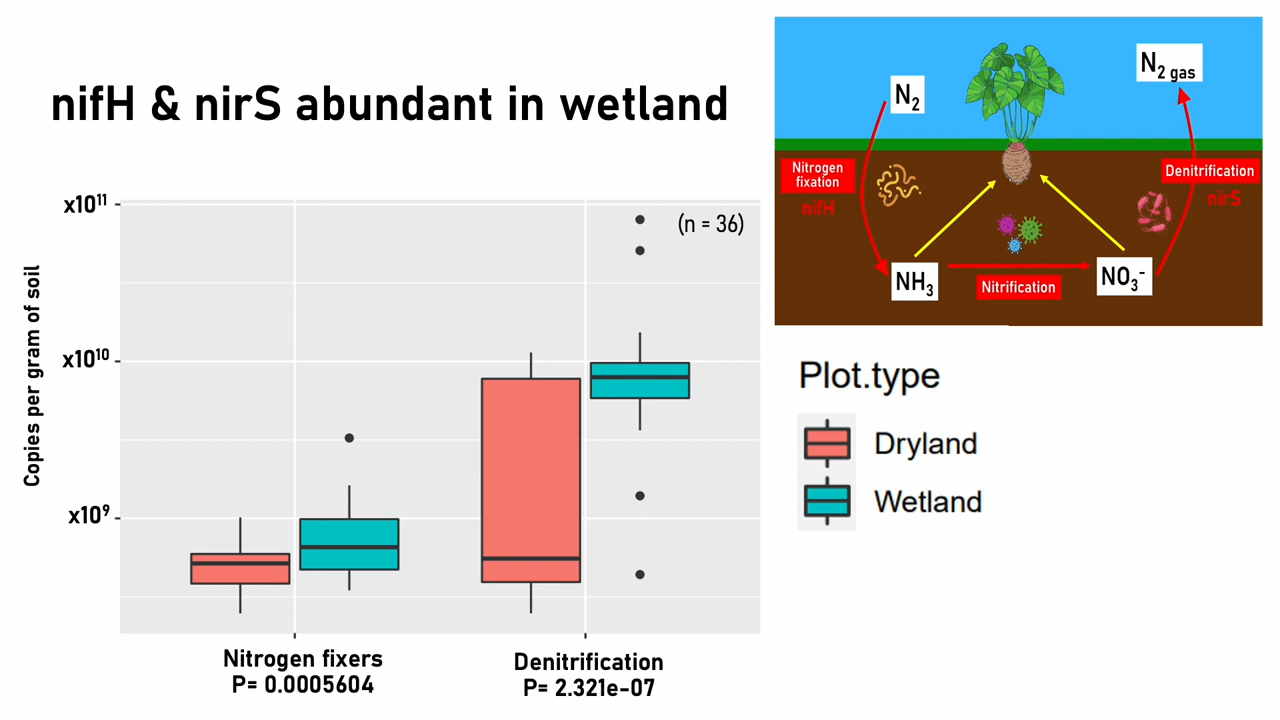 nifH & nirS abundant in wetland
x10¹¹
x10¹⁰
x10⁹
Copies per gram of soil
(n = 36)
Nitrogen fixers
P= 0.0005604
Denitrification
P= 2.321e-07
N₂
N₂ gas
Nitrogen
fixation
nifH
Denitrification
nirS
NH₃
Nitrification
NO₃⁻
Plot.type
Dryland
Wetland